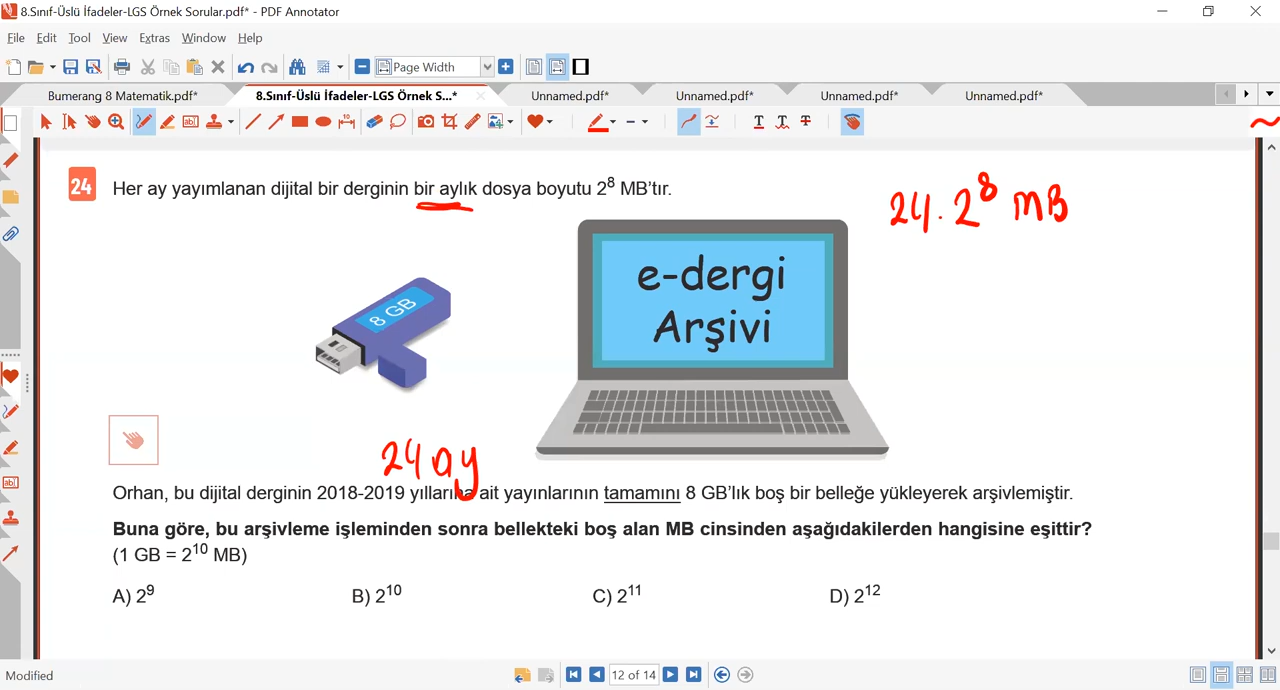 8.Sınıf-Üslü İfadeler-LGS Örnek Sorular.pdf* - PDF Annotator
File Edit Tool View Extras Window Help
Page Width
Bumerang 8 Matematik.pdf* 8.Sınıf-Üslü İfadeler-LGS Örnek S...* Unnamed.pdf* Unnamed.pdf* Unnamed.pdf* Unnamed.pdf*
24 Her ay yayımlanan dijital bir derginin bir aylık dosya boyutu 2⁸ MB'tır.
24 . 2⁸ MB
8 GB
e-dergi
Arşivi
24 ay
Orhan, bu dijital derginin 2018-2019 yıllarına ait yayınlarının tamamını 8 GB'lık boş bir belleğe yükleyerek arşivlemiştir.
Buna göre, bu arşivleme işleminden sonra bellekteki boş alan MB cinsinden aşağıdakilerden hangisine eşittir?
(1 GB = 2¹⁰ MB)
A) 2⁹ B) 2¹⁰ C) 2¹¹ D) 2¹²
Modified 12 of 14